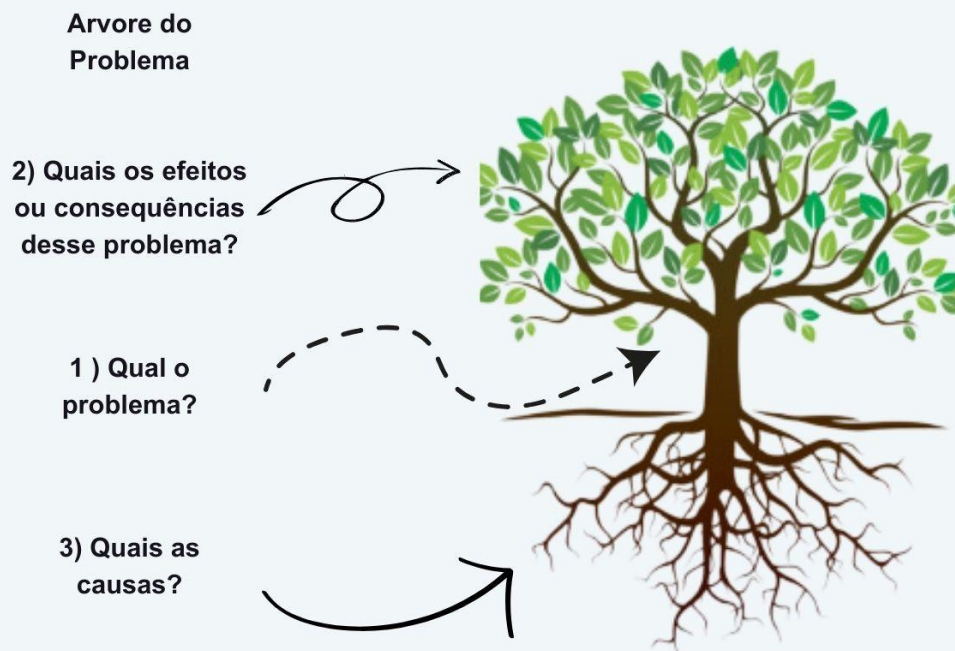 Arvore do
Problema
2) Quais os efeitos
ou consequências
desse problema?
1 ) Qual o
problema?
3) Quais as
causas?